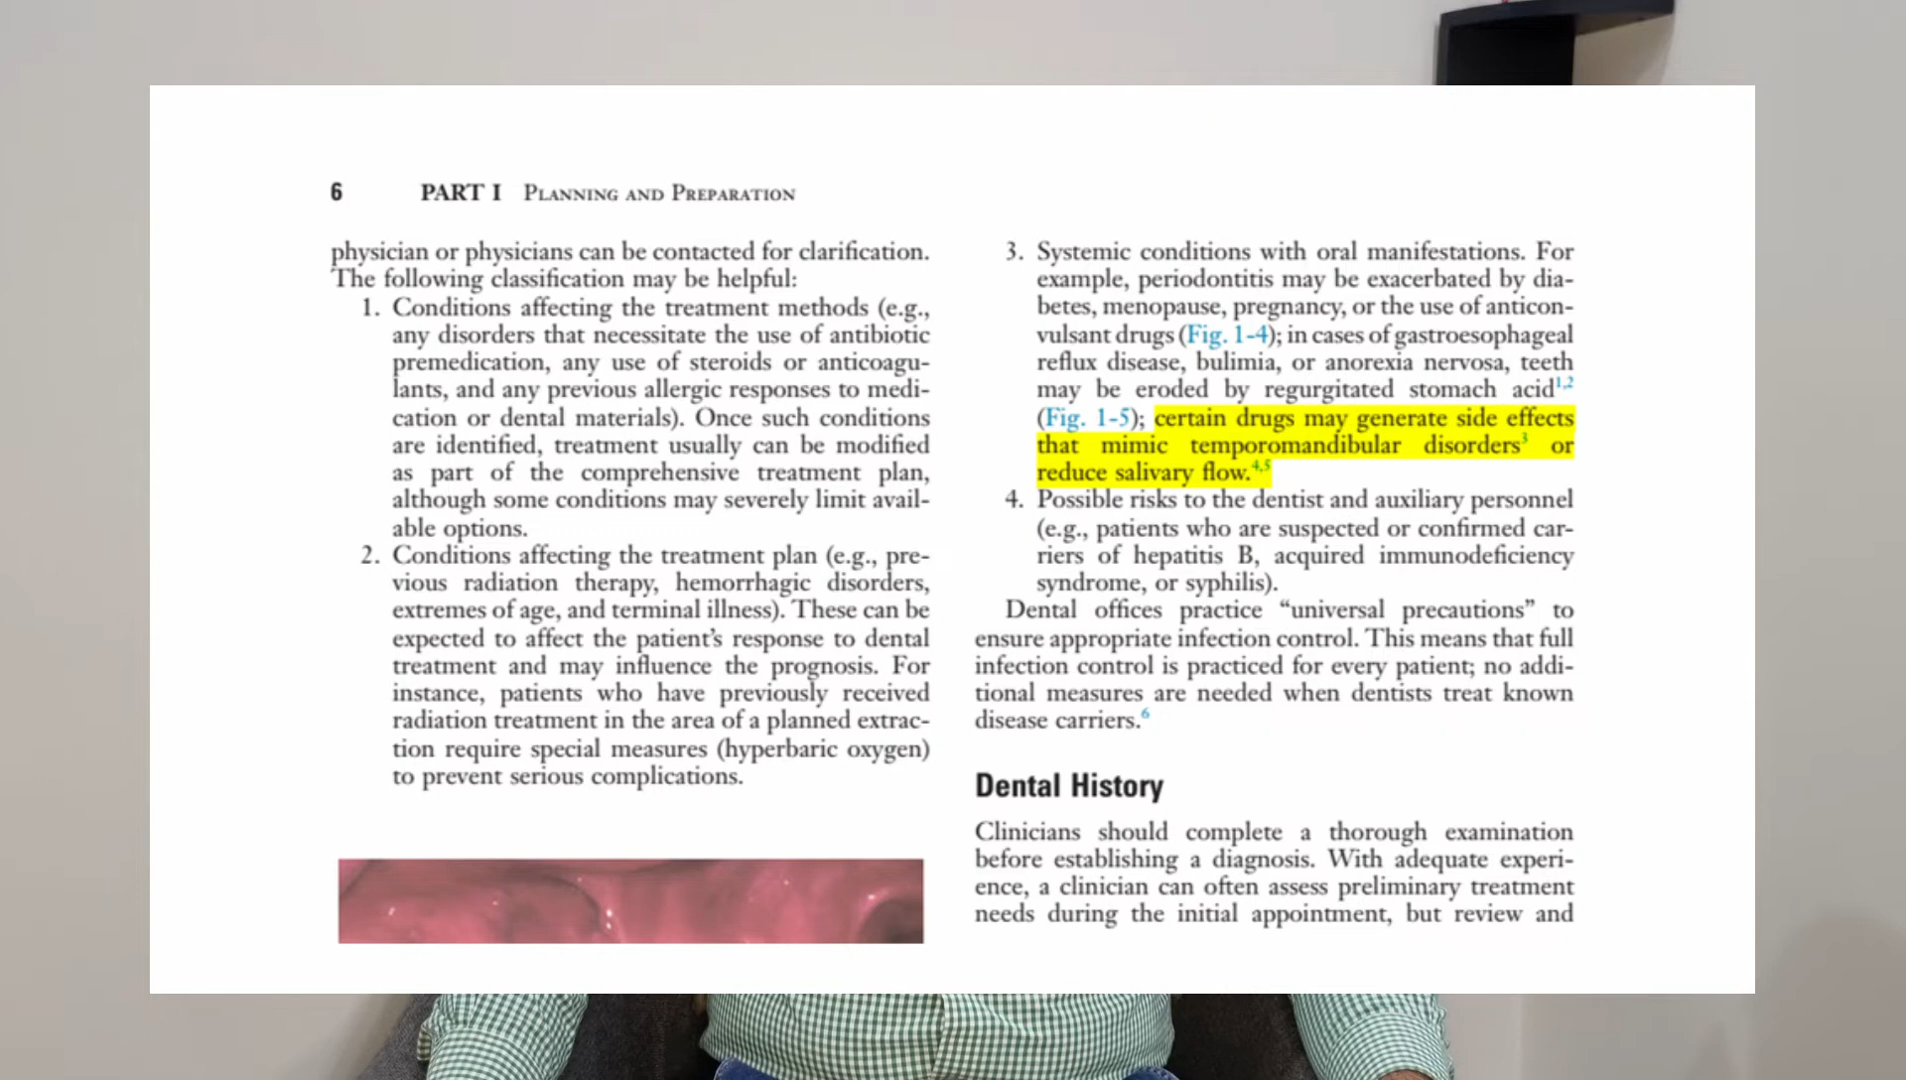 6 PART I PLANNING AND PREPARATION
physician or physicians can be contacted for clarification.
The following classification may be helpful:
1. Conditions affecting the treatment methods (e.g.,
any disorders that necessitate the use of antibiotic
premedication, any use of steroids or anticoagu-
lants, and any previous allergic responses to medi-
cation or dental materials). Once such conditions
are identified, treatment usually can be modified
as part of the comprehensive treatment plan,
although some conditions may severely limit avail-
able options.
2. Conditions affecting the treatment plan (e.g., pre-
vious radiation therapy, hemorrhagic disorders,
extremes of age, and terminal illness). These can be
expected to affect the patient's response to dental
treatment and may influence the prognosis. For
instance, patients who have previously received
radiation treatment in the area of a planned extrac-
tion require special measures (hyperbaric oxygen)
to prevent serious complications.
3. Systemic conditions with oral manifestations. For
example, periodontitis may be exacerbated by dia-
betes, menopause, pregnancy, or the use of anticon-
vulsant drugs (Fig. 1-4); in cases of gastroesophageal
reflux disease, bulimia, or anorexia nervosa, teeth
may be eroded by regurgitated stomach acid1,2
(Fig. 1-5); certain drugs may generate side effects
that mimic temporomandibular disorders3 or
reduce salivary flow.4,5
4. Possible risks to the dentist and auxiliary personnel
(e.g., patients who are suspected or confirmed car-
riers of hepatitis B, acquired immunodeficiency
syndrome, or syphilis).
Dental offices practice “universal precautions” to
ensure appropriate infection control. This means that full
infection control is practiced for every patient; no addi-
tional measures are needed when dentists treat known
disease carriers.6
Dental History
Clinicians should complete a thorough examination
before establishing a diagnosis. With adequate experi-
ence, a clinician can often assess preliminary treatment
needs during the initial appointment, but review and